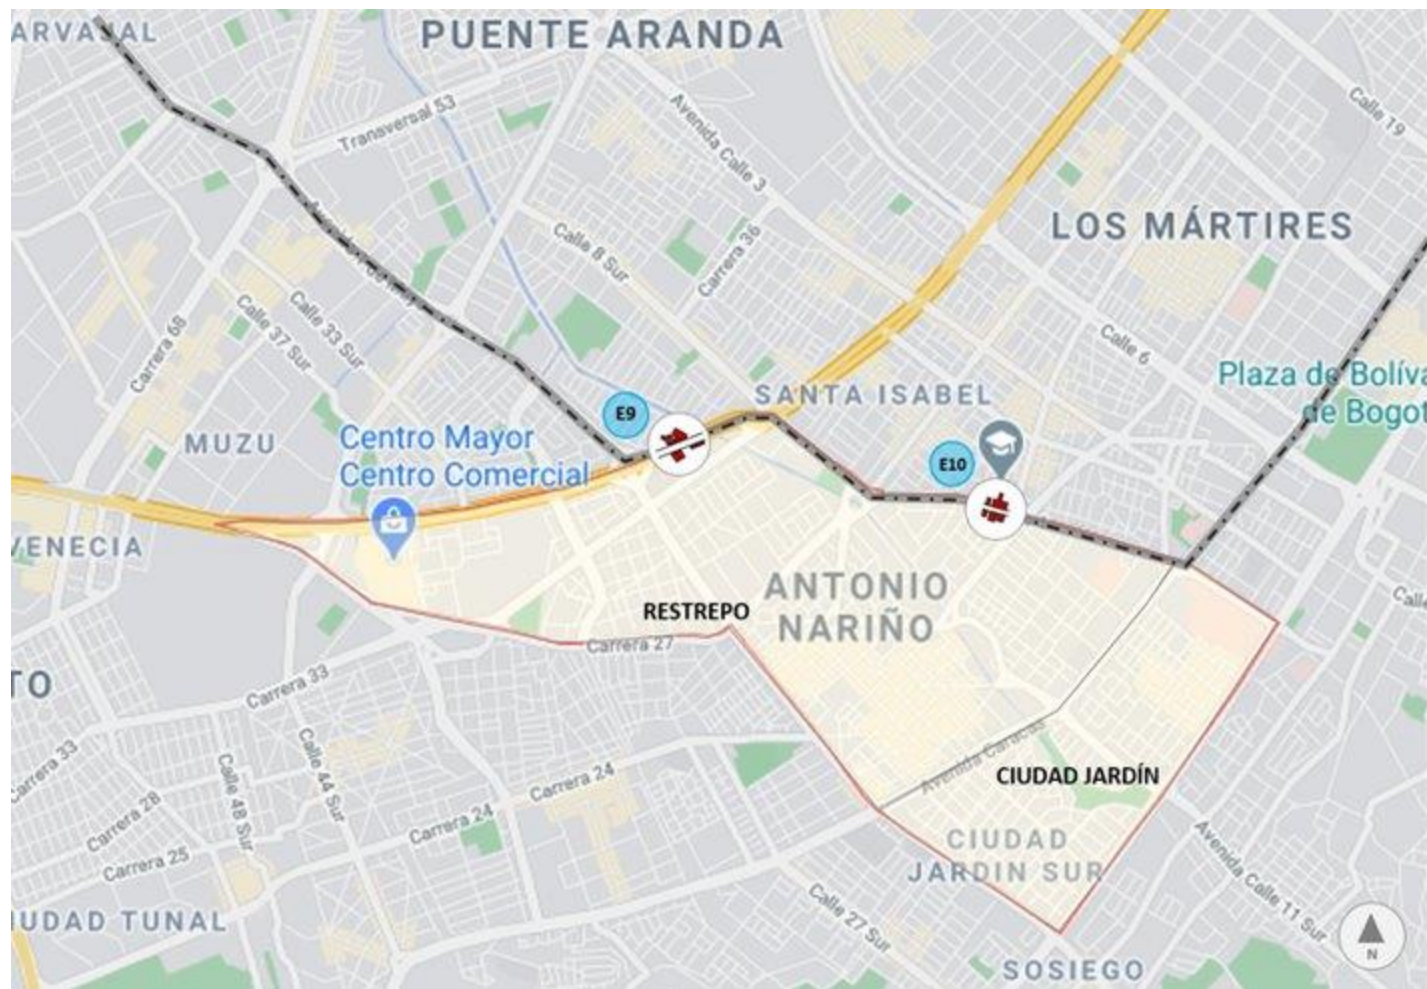 ARVAJAL
PUENTE ARANDA
Transversal 53
Avenida Calle 3
Calle 19
LOS MÁRTIRES
Calle 8 Sur
Carrera 36
Calle 37 Sur
Calle 33 Sur
Carrera 68
Calle 6
Plaza de Bolíva
de Bogot
SANTA ISABEL
E9
E10
MUZU
Centro Mayor
Centro Comercial
VENECIA
ANTONIO
NARIÑO
RESTREPO
Carrera 27
Call
TO
Carrera 33
Carrera 33
Calle 44 Sur
Calle 48 Sur
Avenida Caracas
CIUDAD JARDÍN
Carrera 24
Carrera 24
Carrera 28
Carrera 25
CIUDAD
JARDIN SUR
Avenida Calle 11 Sur
Calle 27 Sur
IUDAD TUNAL
SOSIEGO
N